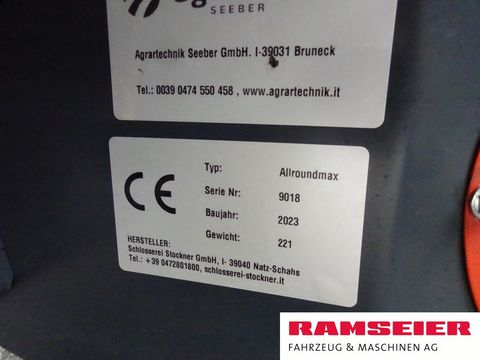 SEEBER
Agrartechnik Seeber GmbH. I-39031 Bruneck
Tel.: 0039 0474 550 458 , www.agrartechnik.it
Typ: Allroundmax
Serie Nr: 9018
Baujahr: 2023
Gewicht: 221
HERSTELLER:
Schlosserei Stockner GmbH, I- 39040 Natz-Schabs
Tel.: +39 0472801800, schlosserei-stockner.it
CE
RAMSEIER
FAHRZEUG & MASCHINEN AG